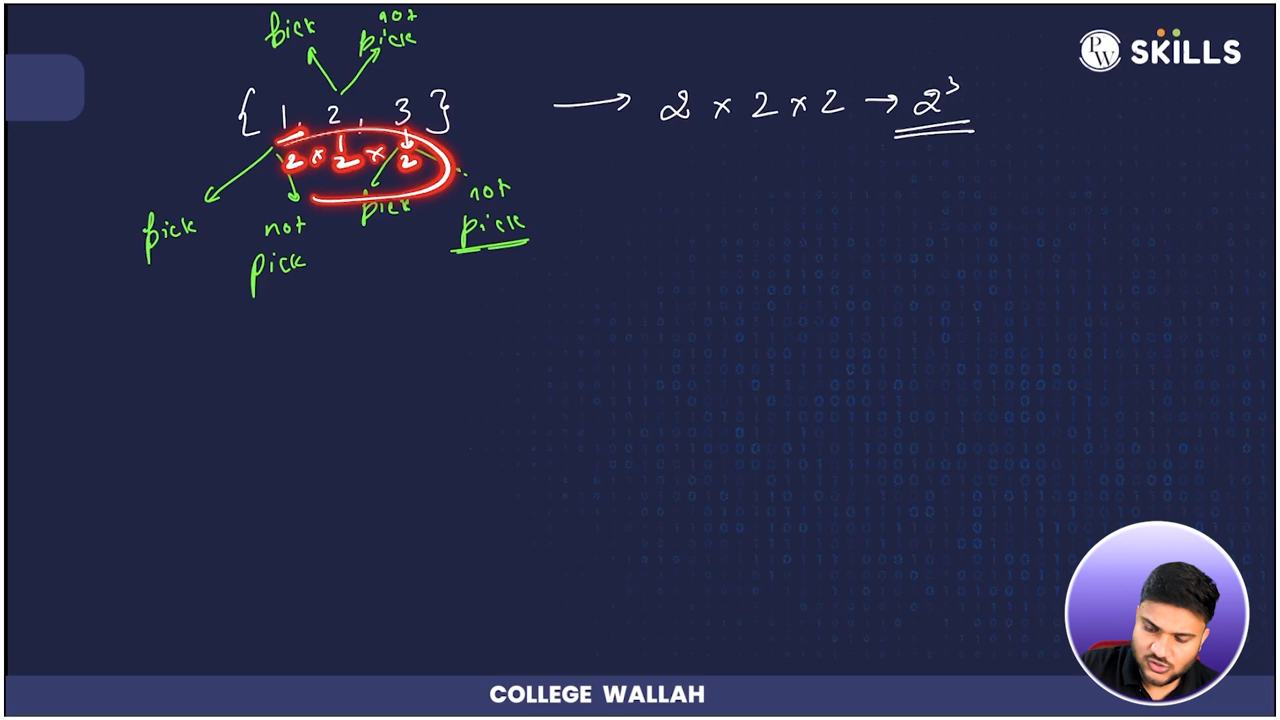 pick
not
pick
PW SKILLS
{ 1, 2, 3 } → 2 × 2 × 2 → 2³
2 × 2 × 2
pick
not
pick
pick
not
pick
COLLEGE WALLAH